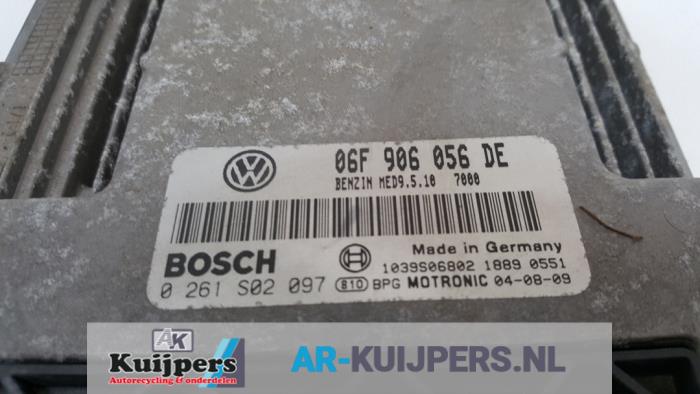 06F 906 056 DE
BENZIN MED9.5.10 7000
BOSCH
Made in Germany
1039S06802 1889 0551
0 261 S02 097 810 BPG MOTRONIC 04-08-09
AK
Kuijpers
Autorecycling & onderdelen
AR-KUIJPERS.NL